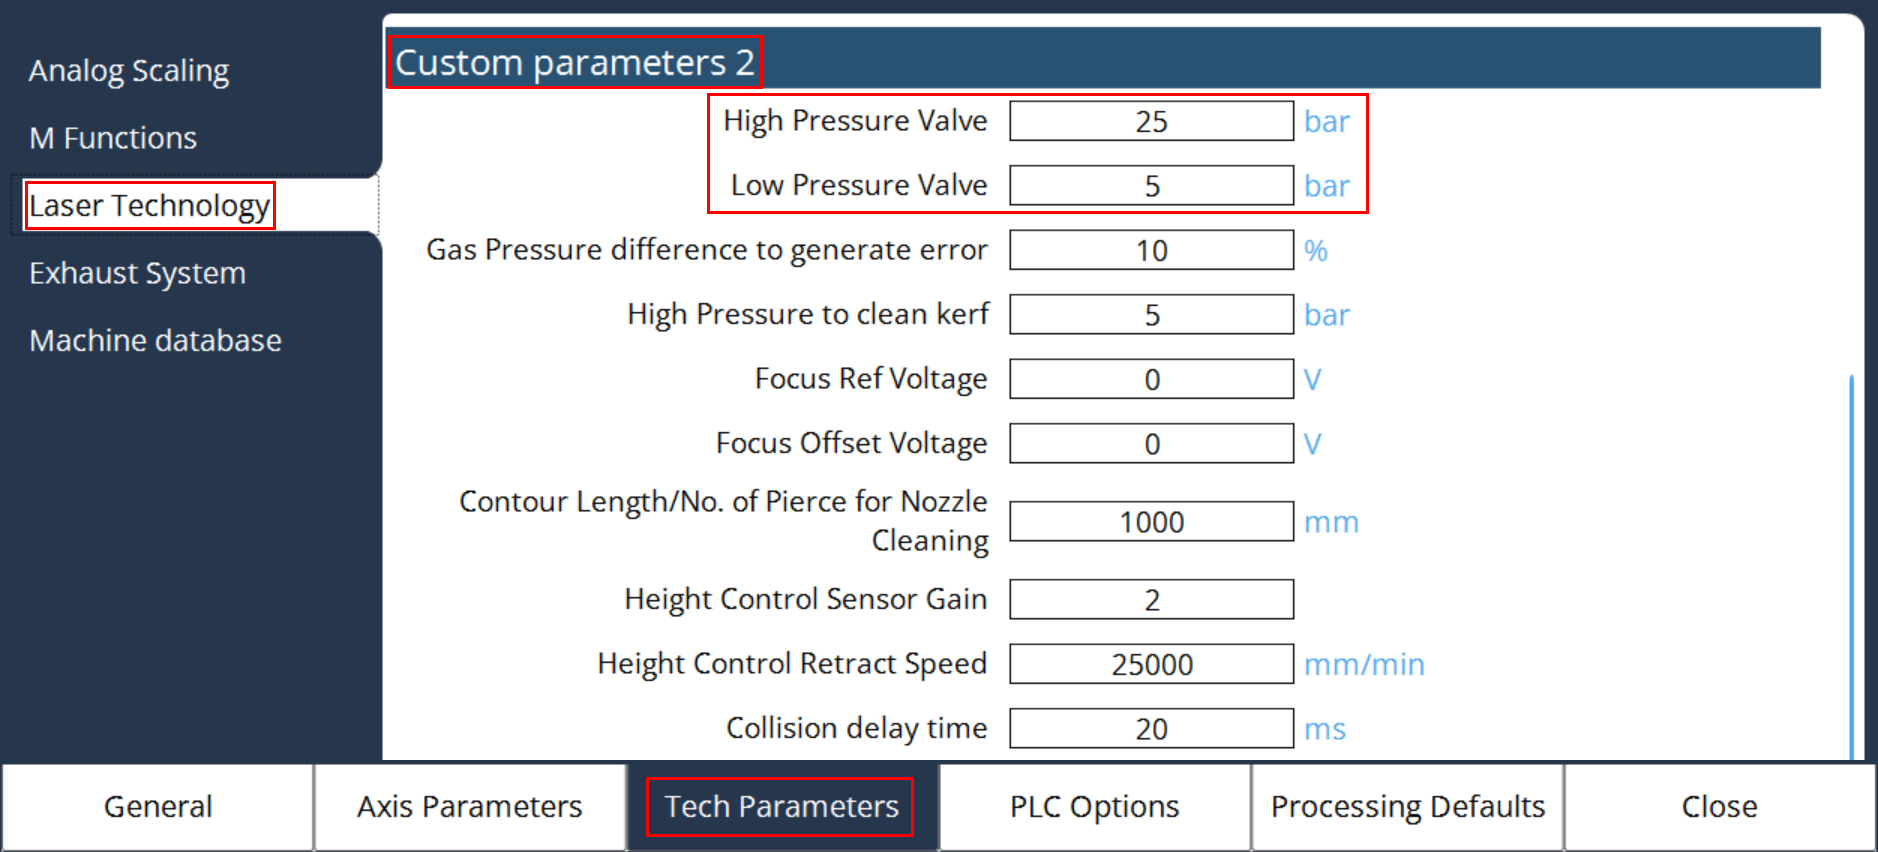 Analog Scaling
M Functions
Laser Technology
Exhaust System
Machine database
Custom parameters 2
High Pressure Valve 25 bar
Low Pressure Valve 5 bar
Gas Pressure difference to generate error 10 %
High Pressure to clean kerf 5 bar
Focus Ref Voltage 0 V
Focus Offset Voltage 0 V
Contour Length/No. of Pierce for Nozzle
Cleaning 1000 mm
Height Control Sensor Gain 2
Height Control Retract Speed 25000 mm/min
Collision delay time 20 ms
General Axis Parameters Tech Parameters PLC Options Processing Defaults Close